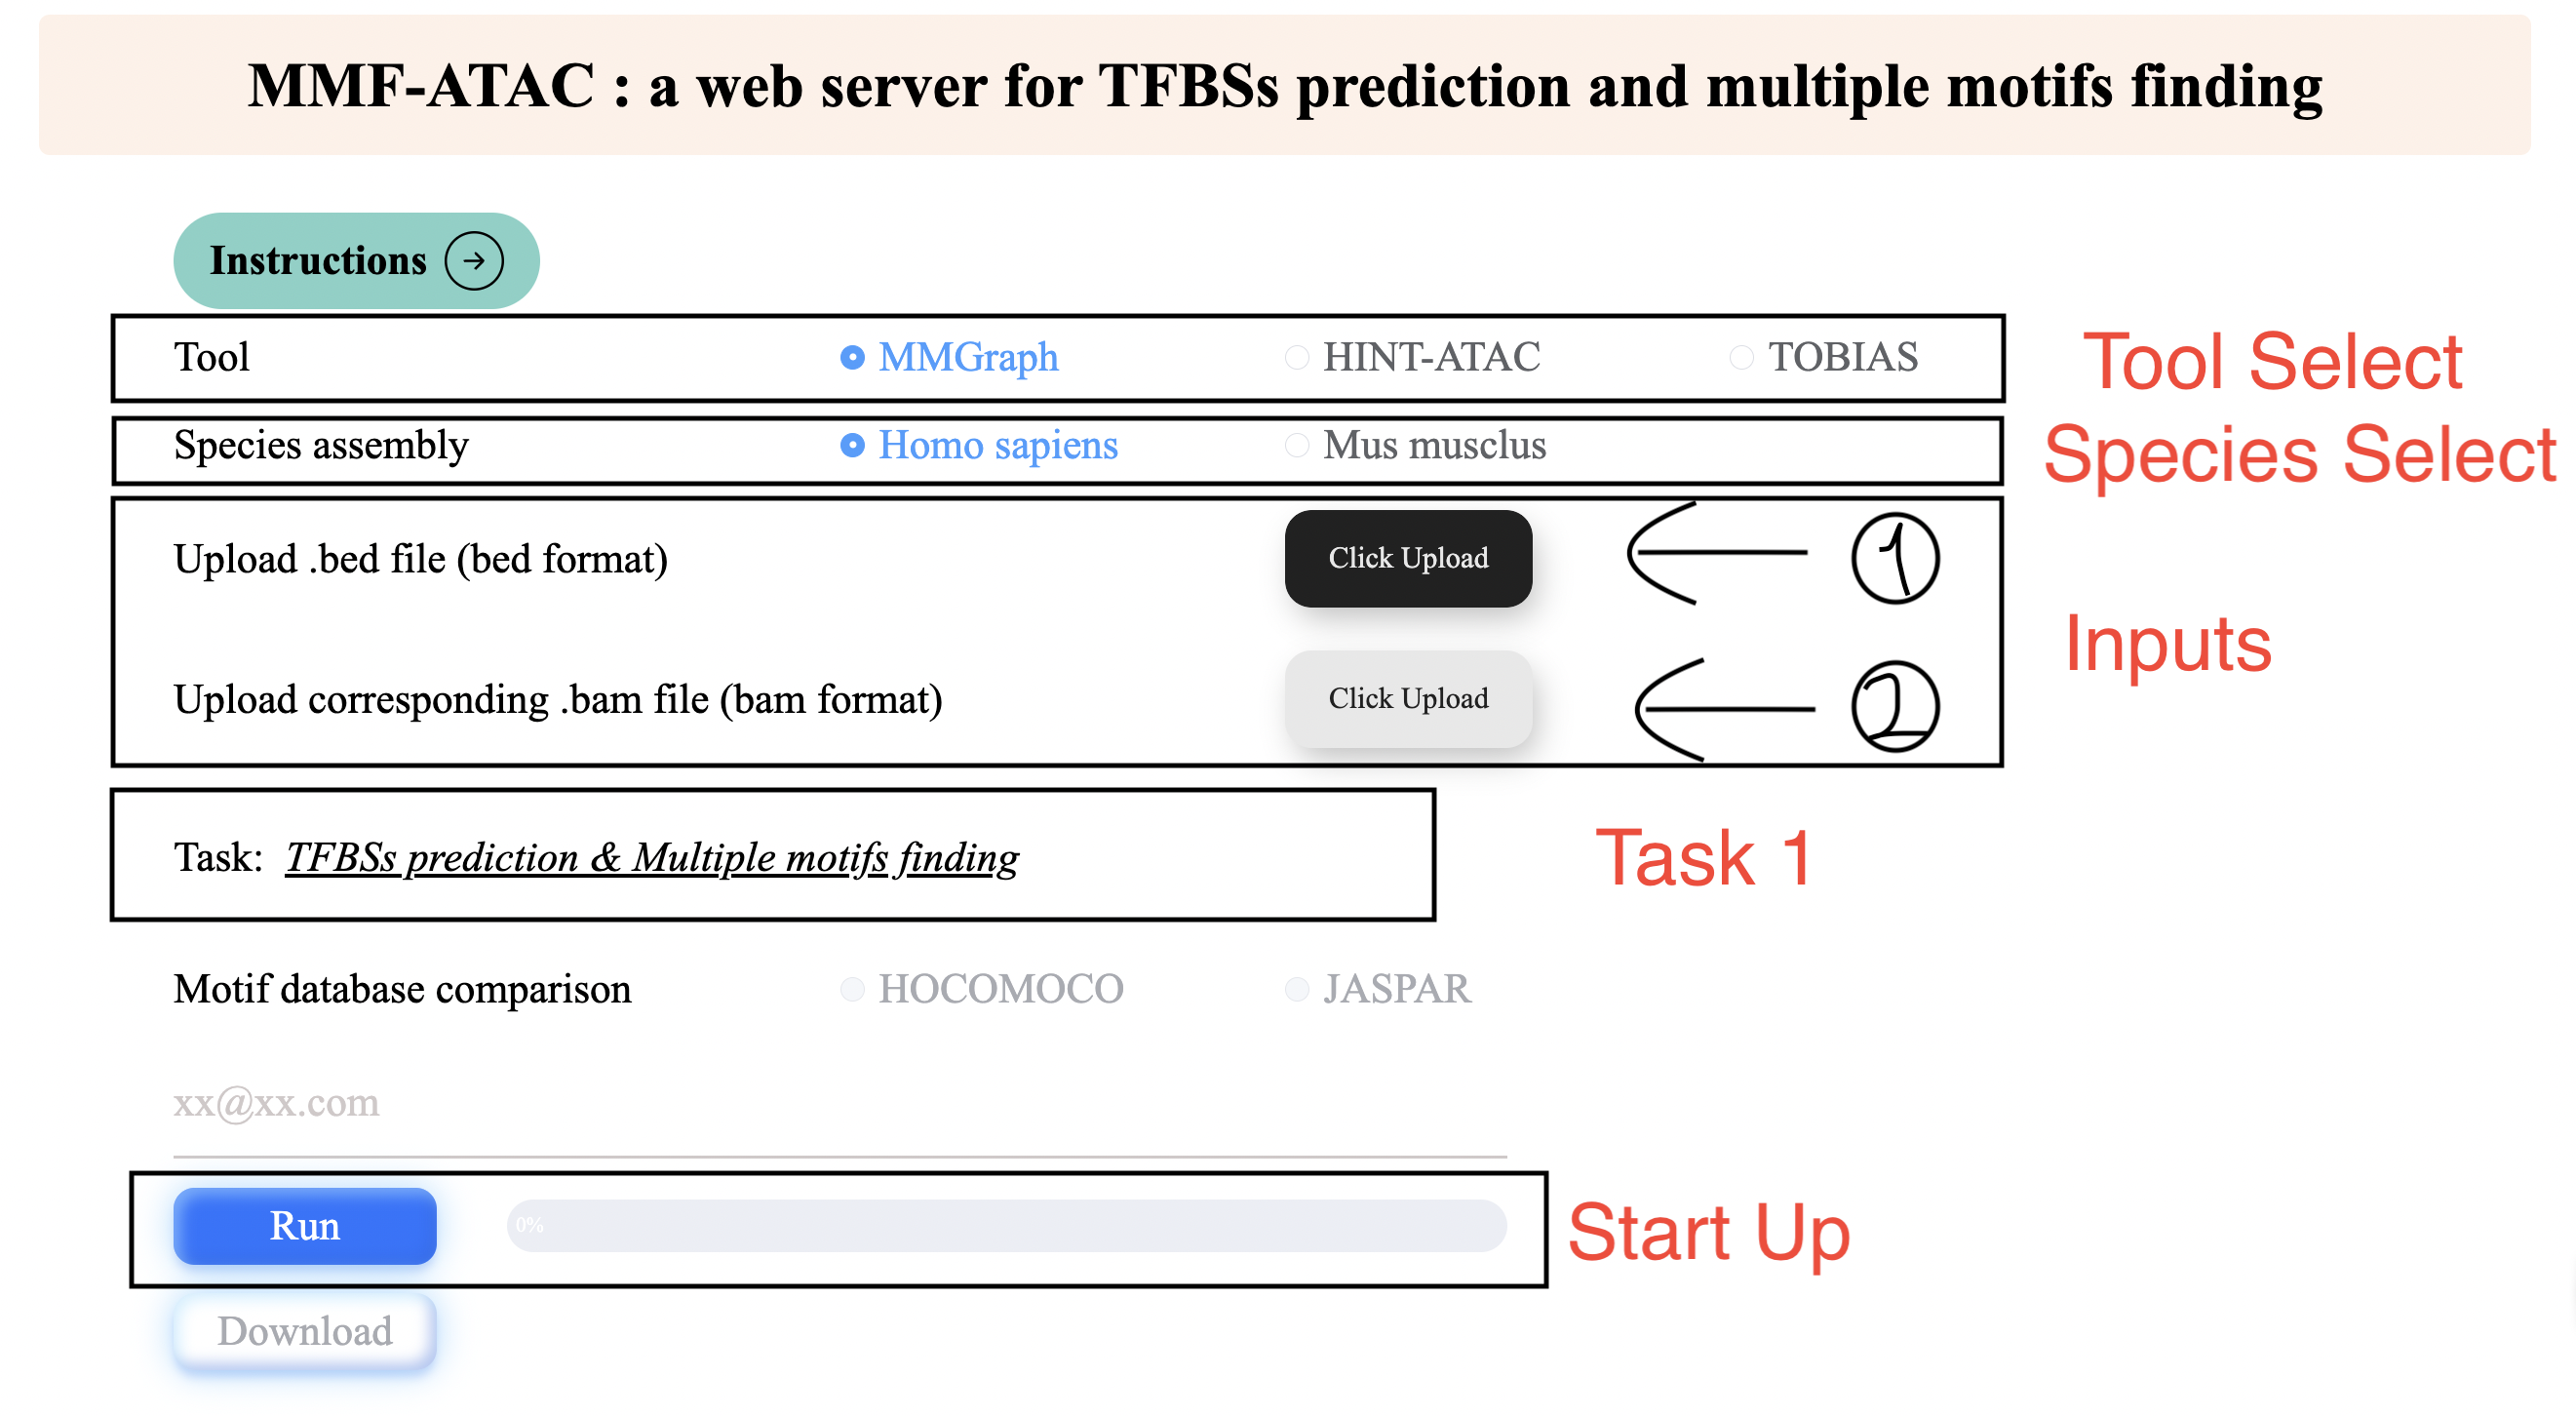 MMF-ATAC : a web server for TFBSs prediction and multiple motifs finding
Instructions
Tool MMGraph HINT-ATAC TOBIAS Tool Select
Species assembly Homo sapiens Mus musclus Species Select
Upload .bed file (bed format) Click Upload 1
Inputs
Upload corresponding .bam file (bam format) Click Upload 2
Task: TFBSs prediction & Multiple motifs finding Task 1
Motif database comparison HOCOMOCO JASPAR
xx@xx.com
Run 0% Start Up
Download